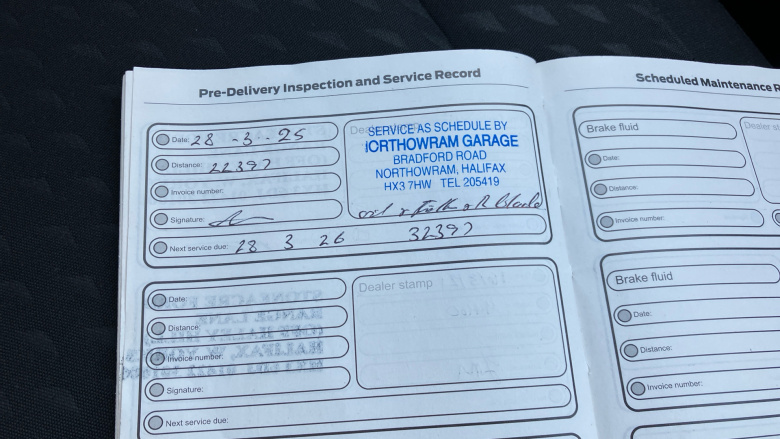 Pre-Delivery Inspection and Service Record
Date: 28 - 3 - 25
Distance: 22397
Invoice number:
Signature:
Next service due: 28 3 26 32397
SERVICE AS SCHEDULE BY
ORTHOWRAM GARAGE
BRADFORD ROAD
NORTHOWRAM, HALIFAX
HX3 7HW TEL 205419
oil &
Date:
Distance:
Invoice number:
Signature:
Next service due:
Dealer stamp
Scheduled Maintenance R
Brake fluid
Date:
Distance:
Invoice number:
Dealer st
Brake fluid
Date:
Distance:
Invoice number: